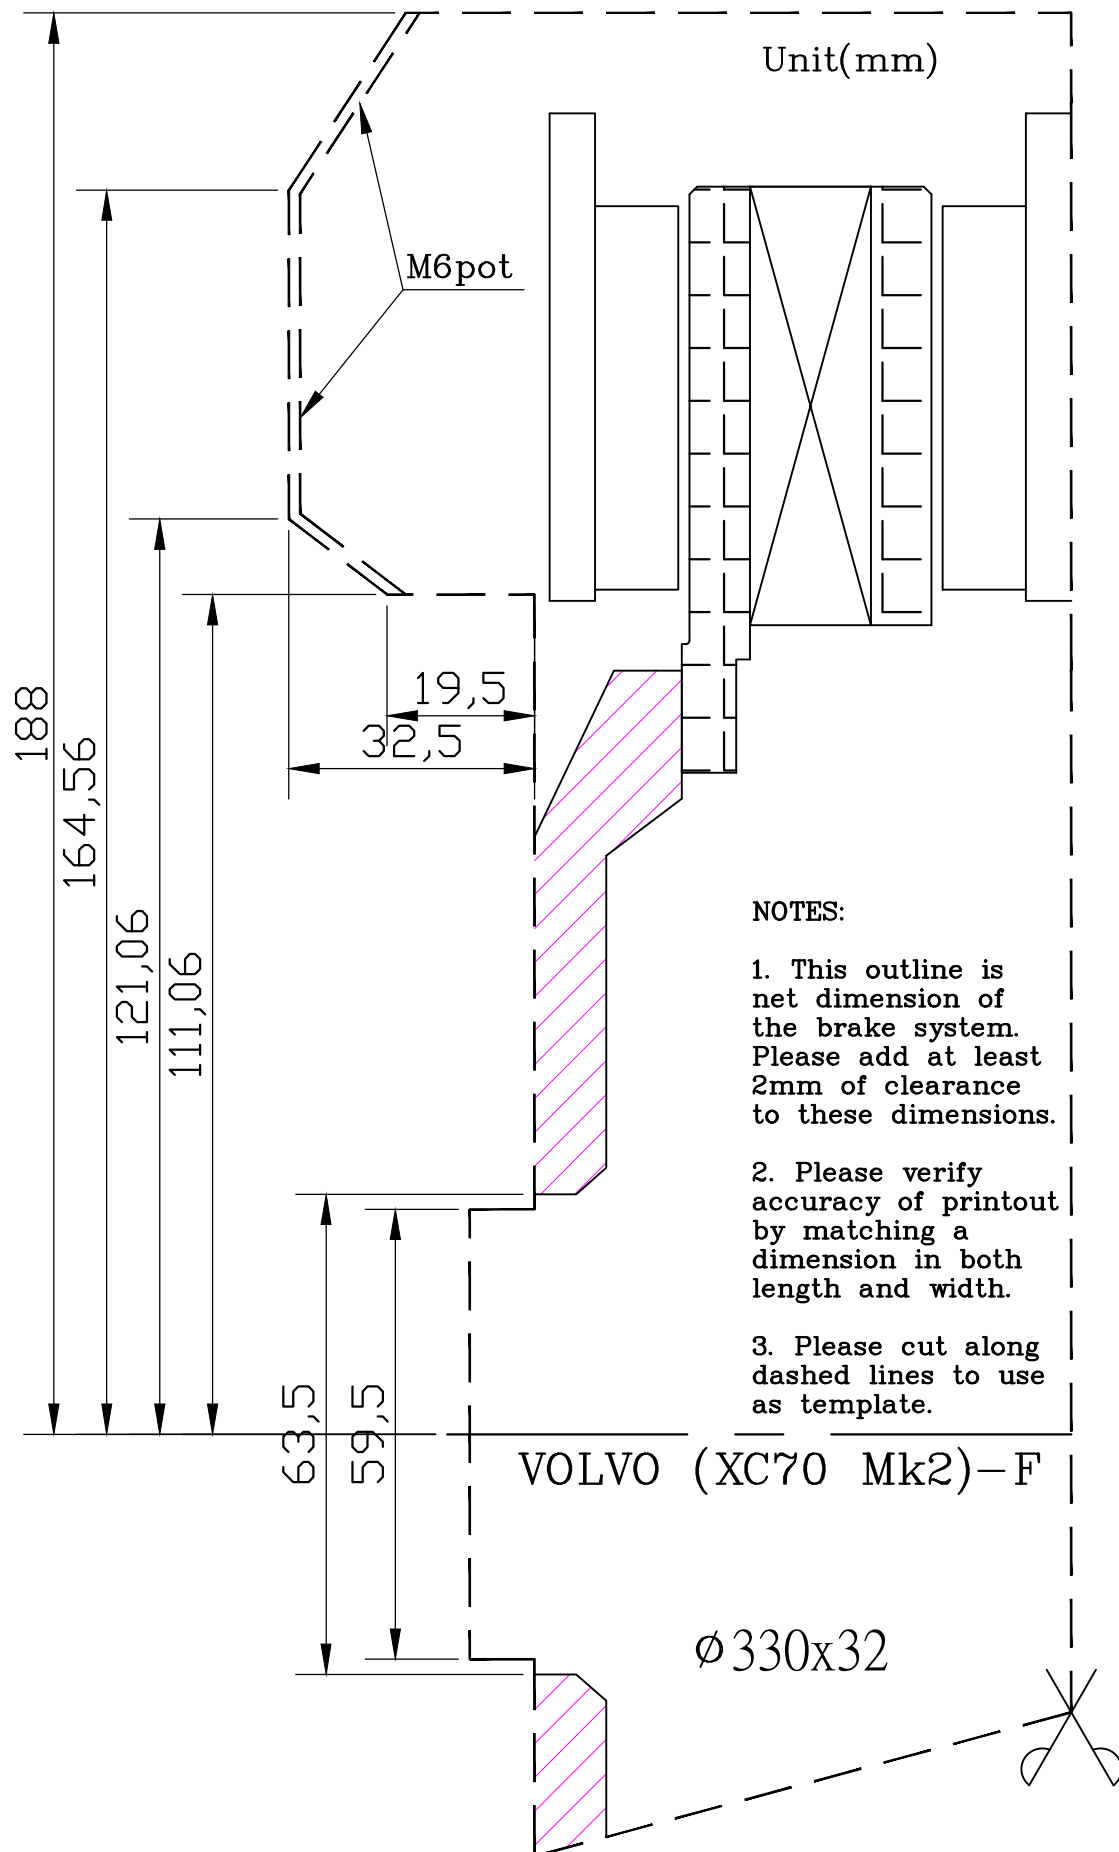 Unit(mm)
M6pot
19,5
32,5
188
164,56
121,06
111,06
NOTES:
1. This outline is
net dimension of
the brake system.
Please add at least
2mm of clearance
to these dimensions.
2. Please verify
accuracy of printout
by matching a
dimension in both
length and width.
3. Please cut along
dashed lines to use
as template.
63,5
59,5
VOLVO (XC70 Mk2)-F
Ø330x32